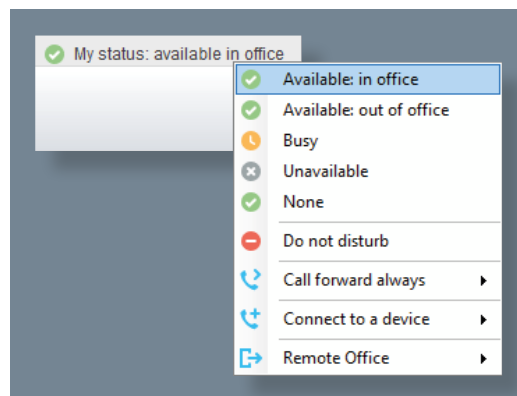 My status: available in office
Available: in office
Available: out of office
Busy
Unavailable
None
Do not disturb
Call forward always
Connect to a device
Remote Office